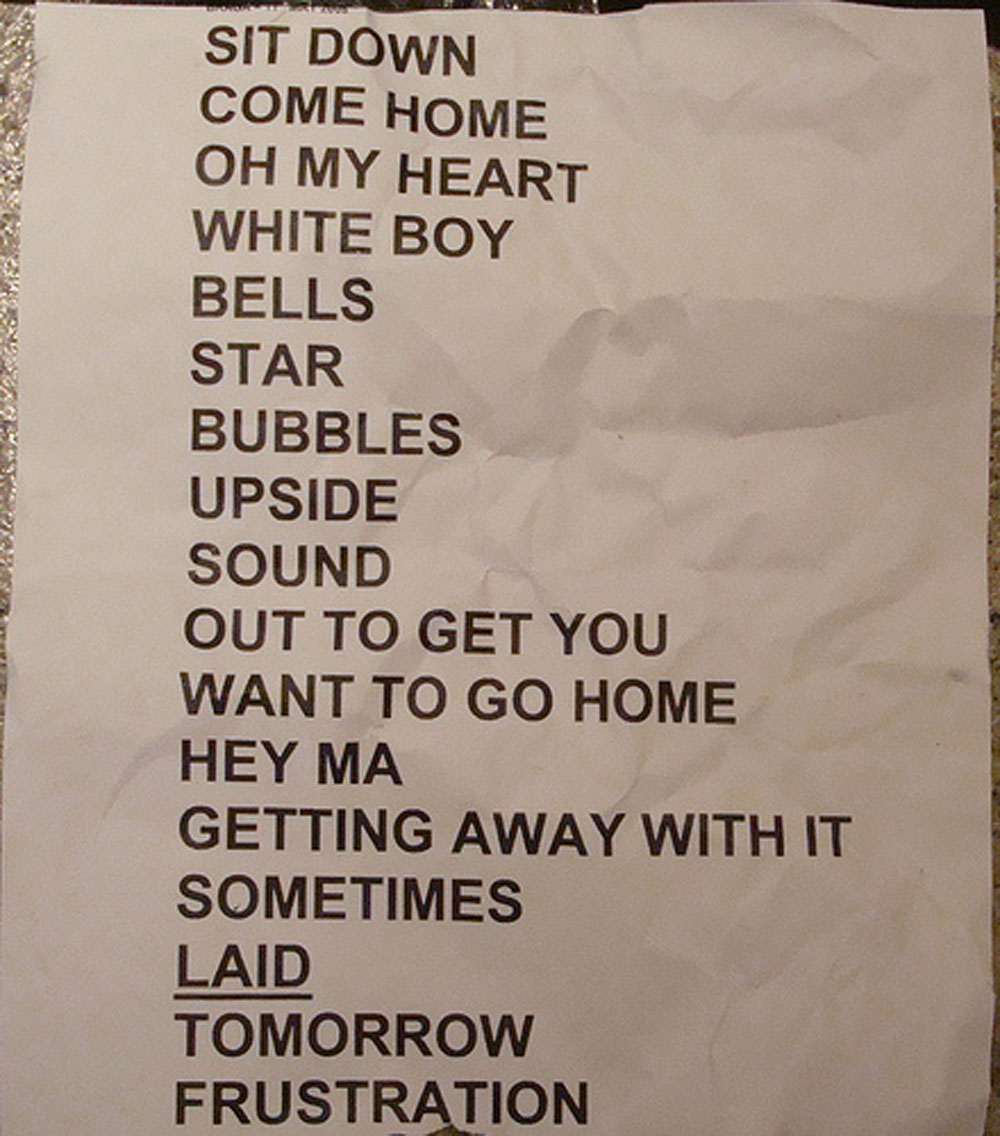 SIT DOWN
COME HOME
OH MY HEART
WHITE BOY
BELLS
STAR
BUBBLES
UPSIDE
SOUND
OUT TO GET YOU
WANT TO GO HOME
HEY MA
GETTING AWAY WITH IT
SOMETIMES
LAID
TOMORROW
FRUSTRATION